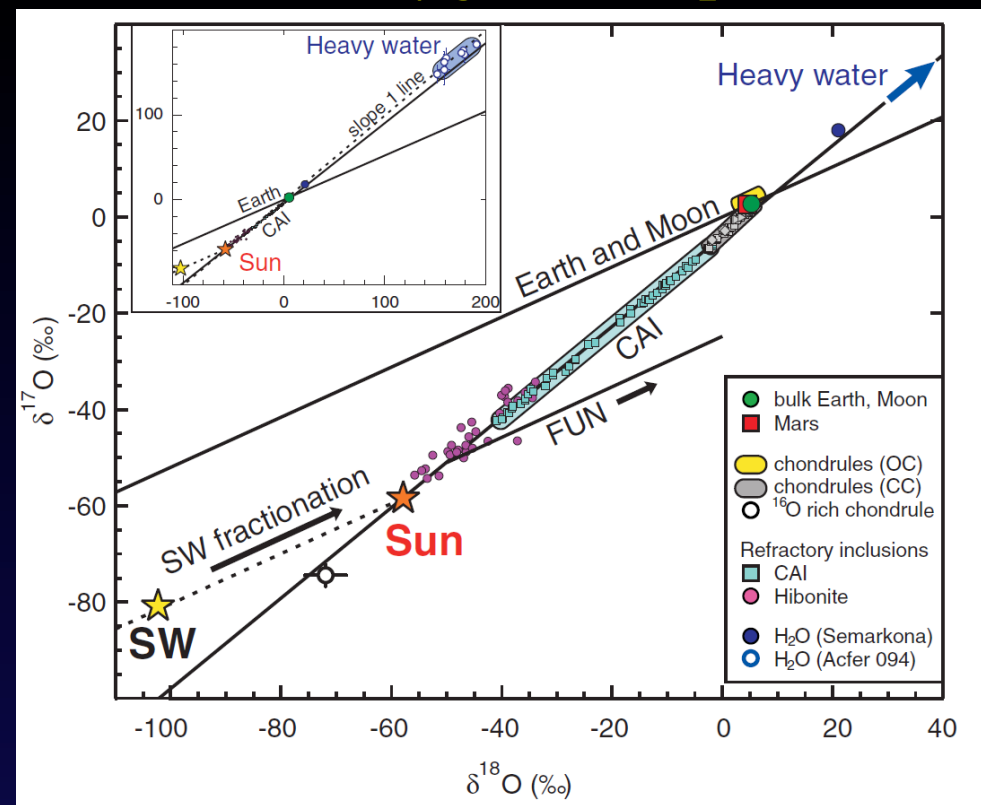 Heavy water
slope 1 line
100
0
Earth
CAI
Sun
-100
0
100
200
Heavy water
20
0
-20
-40
-60
-80
δ¹⁷O (‰)
Earth and Moon
CAI
FUN
SW fractionation
Sun
SW
bulk Earth, Moon
Mars
chondrules (OC)
chondrules (CC)
¹⁶O rich chondrule
Refractory inclusions
CAI
Hibonite
H₂O (Semarkona)
H₂O (Acfer 094)
-100
-80
-60
-40
-20
0
20
40
δ¹⁸O (‰)